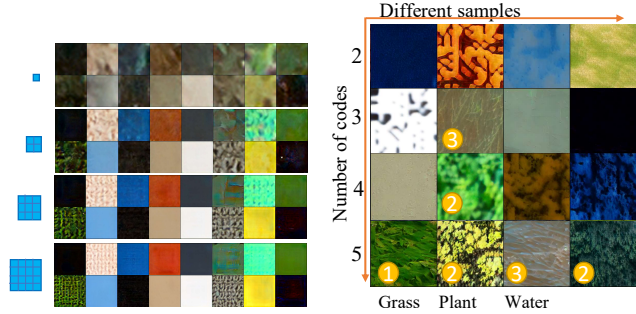 Different samples
Number of codes
2
3
3
4
2
5
1
2
3
2
Grass
Plant
Water